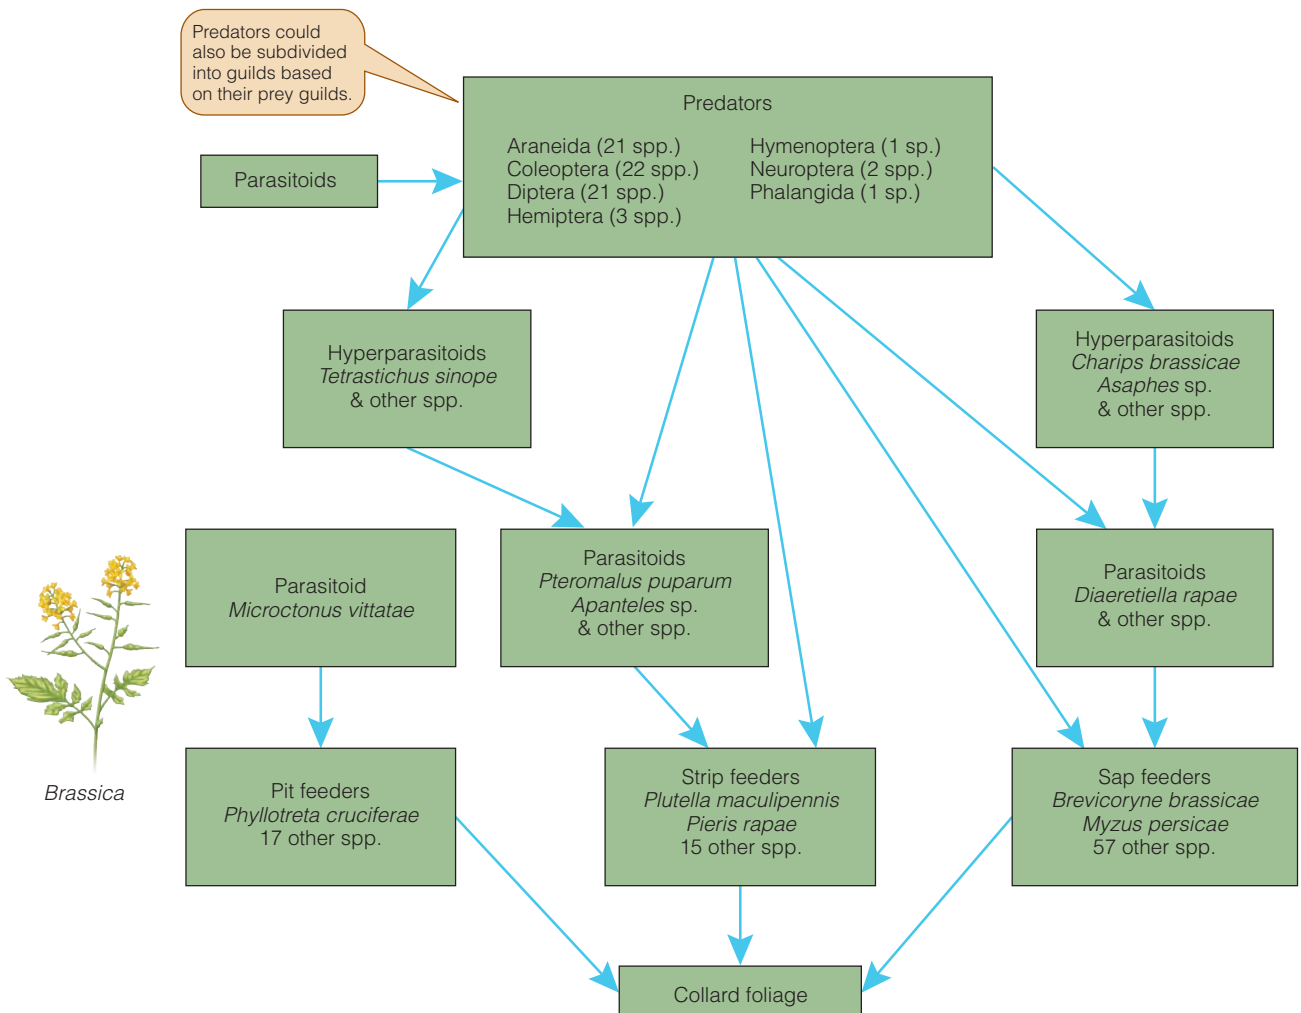 Predators could
also be subdivided
into guilds based
on their prey guilds.
Predators
Araneida (21 spp.)
Coleoptera (22 spp.)
Diptera (21 spp.)
Hemiptera (3 spp.)
Hymenoptera (1 sp.)
Neuroptera (2 spp.)
Phalangida (1 sp.)
Parasitoids
Hyperparasitoids
Tetrastichus sinope
& other spp.
Hyperparasitoids
Charips brassicae
Asaphes sp.
& other spp.
Parasitoid
Microctonus vittatae
Parasitoids
Pteromalus puparum
Apanteles sp.
& other spp.
Parasitoids
Diaeretiella rapae
& other spp.
Brassica
Pit feeders
Phyllotreta cruciferae
17 other spp.
Strip feeders
Plutella maculipennis
Pieris rapae
15 other spp.
Sap feeders
Brevicoryne brassicae
Myzus persicae
57 other spp.
Collard foliage